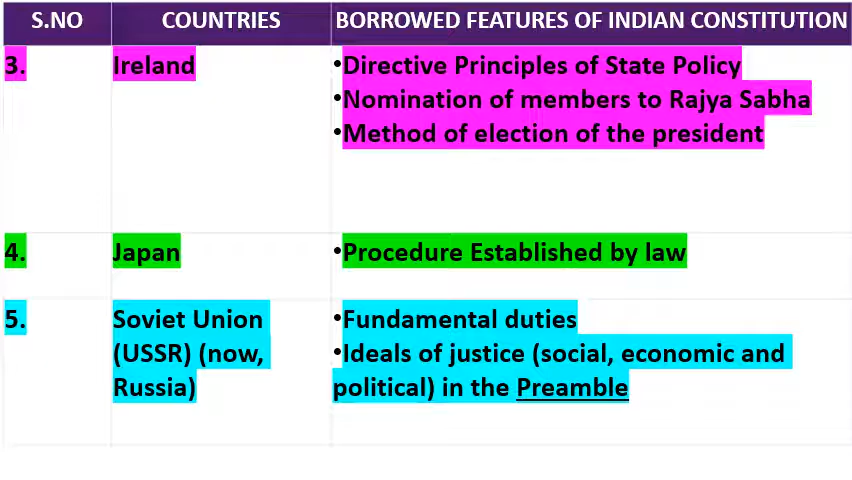 S.NO COUNTRIES BORROWED FEATURES OF INDIAN CONSTITUTION
3. Ireland •Directive Principles of State Policy
•Nomination of members to Rajya Sabha
•Method of election of the president
4. Japan •Procedure Established by law
5. Soviet Union •Fundamental duties
(USSR) (now, •Ideals of justice (social, economic and
Russia) political) in the Preamble